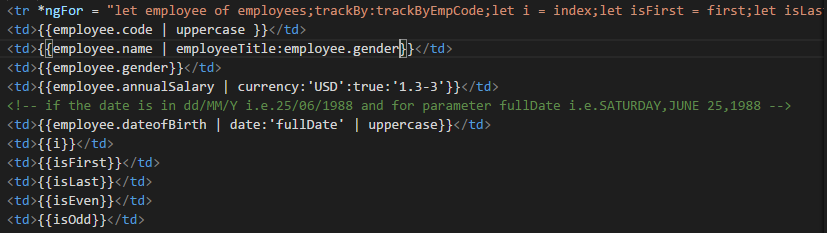 <tr *ngFor = "let employee of employees;trackBy:trackByEmpCode;let i = index;let isFirst = first;let isLas
<td>{{employee.code | uppercase }}</td>
<td>{{employee.name | employeeTitle:employee.gender}}</td>
<td>{{employee.gender}}</td>
<td>{{employee.annualSalary | currency:'USD':true:'1.3-3'}}</td>
<!-- if the date is in dd/MM/Y i.e.25/06/1988 and for parameter fullDate i.e.SATURDAY,JUNE 25,1988 -->
<td>{{employee.dateofBirth | date:'fullDate' | uppercase}}</td>
<td>{{i}}</td>
<td>{{isFirst}}</td>
<td>{{isLast}}</td>
<td>{{isEven}}</td>
<td>{{isOdd}}</td>